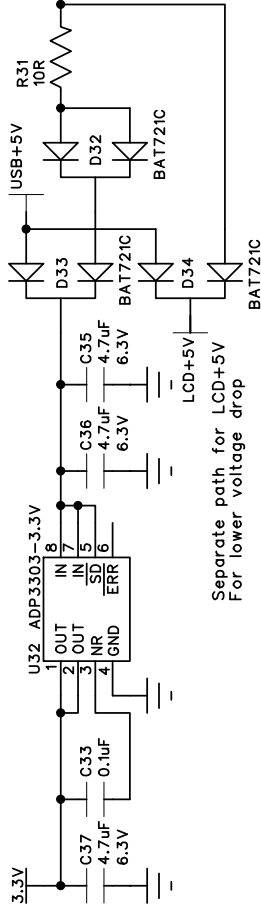 R31
10R
USB+5V
D32
BAT721C
D33
BAT721C
D34
BAT721C
LCD+5V
Separate path for LCD+5V
For lower voltage drop
C35
4.7uF
6.3V
C36
4.7uF
6.3V
U32 ADP3303-3.3V
1 OUT IN 8
2 OUT IN 7
3 NR SD 5
4 GND ERR 6
C33
0.1uF
C37
4.7uF
6.3V
3.3V